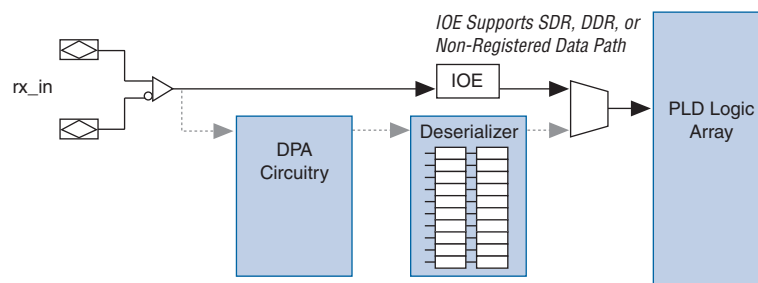 IOE Supports SDR, DDR, or
Non-Registered Data Path
rx_in
IOE
PLD Logic
Array
DPA
Circuitry
Deserializer